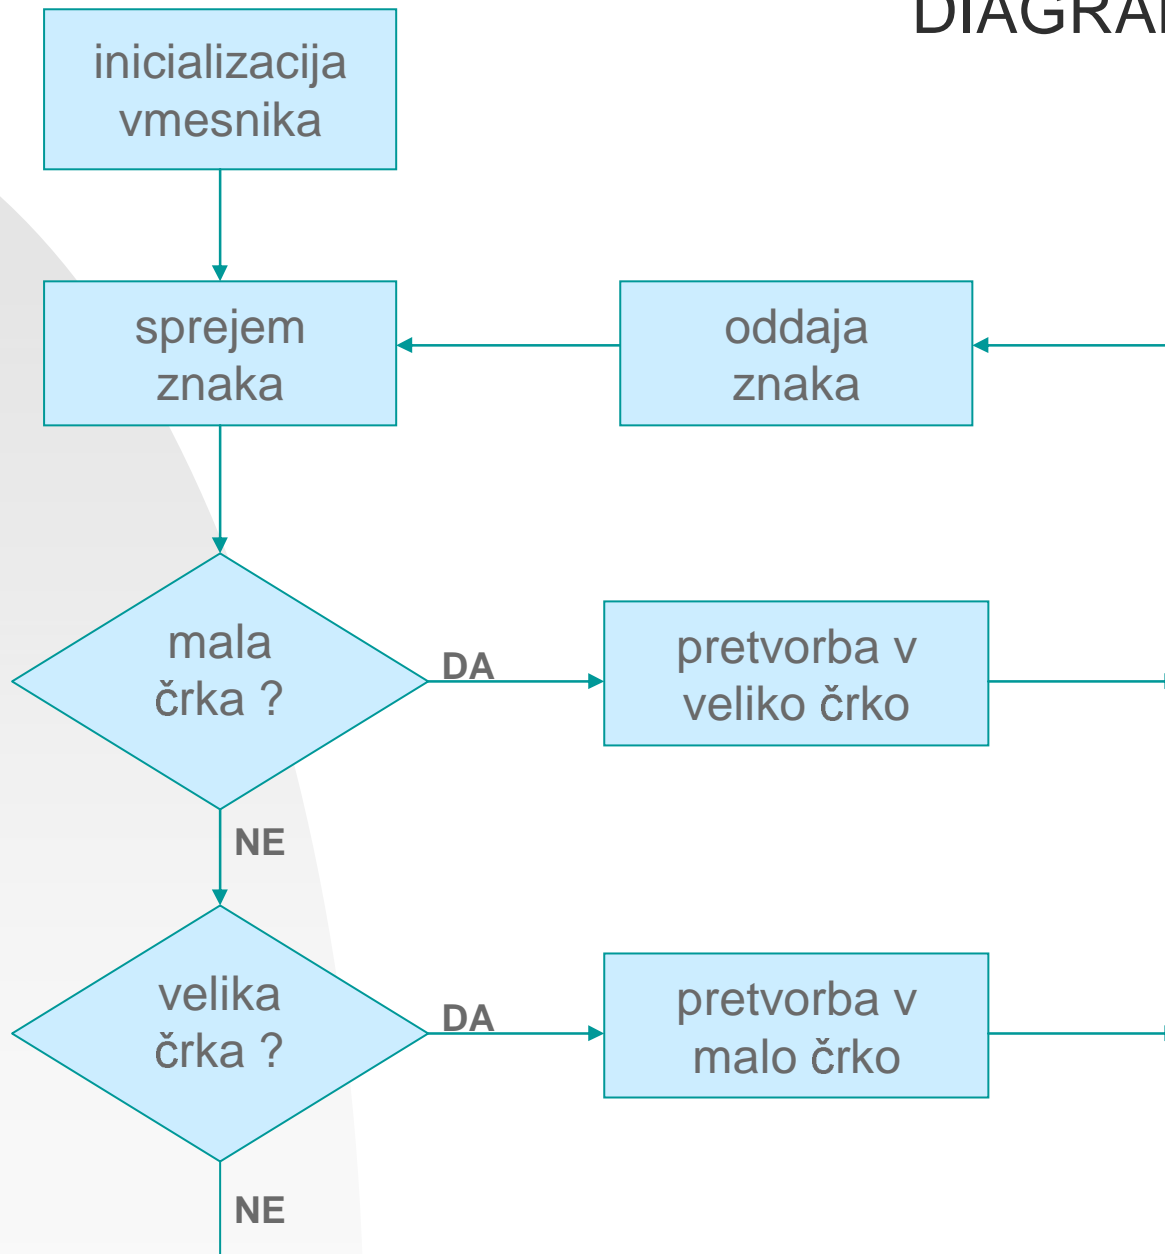 DIAGRA
inicializacija
vmesnika
sprejem
znaka
oddaja
znaka
mala
črka ?
DA
pretvorba v
veliko črko
NE
velika
črka ?
DA
pretvorba v
malo črko
NE